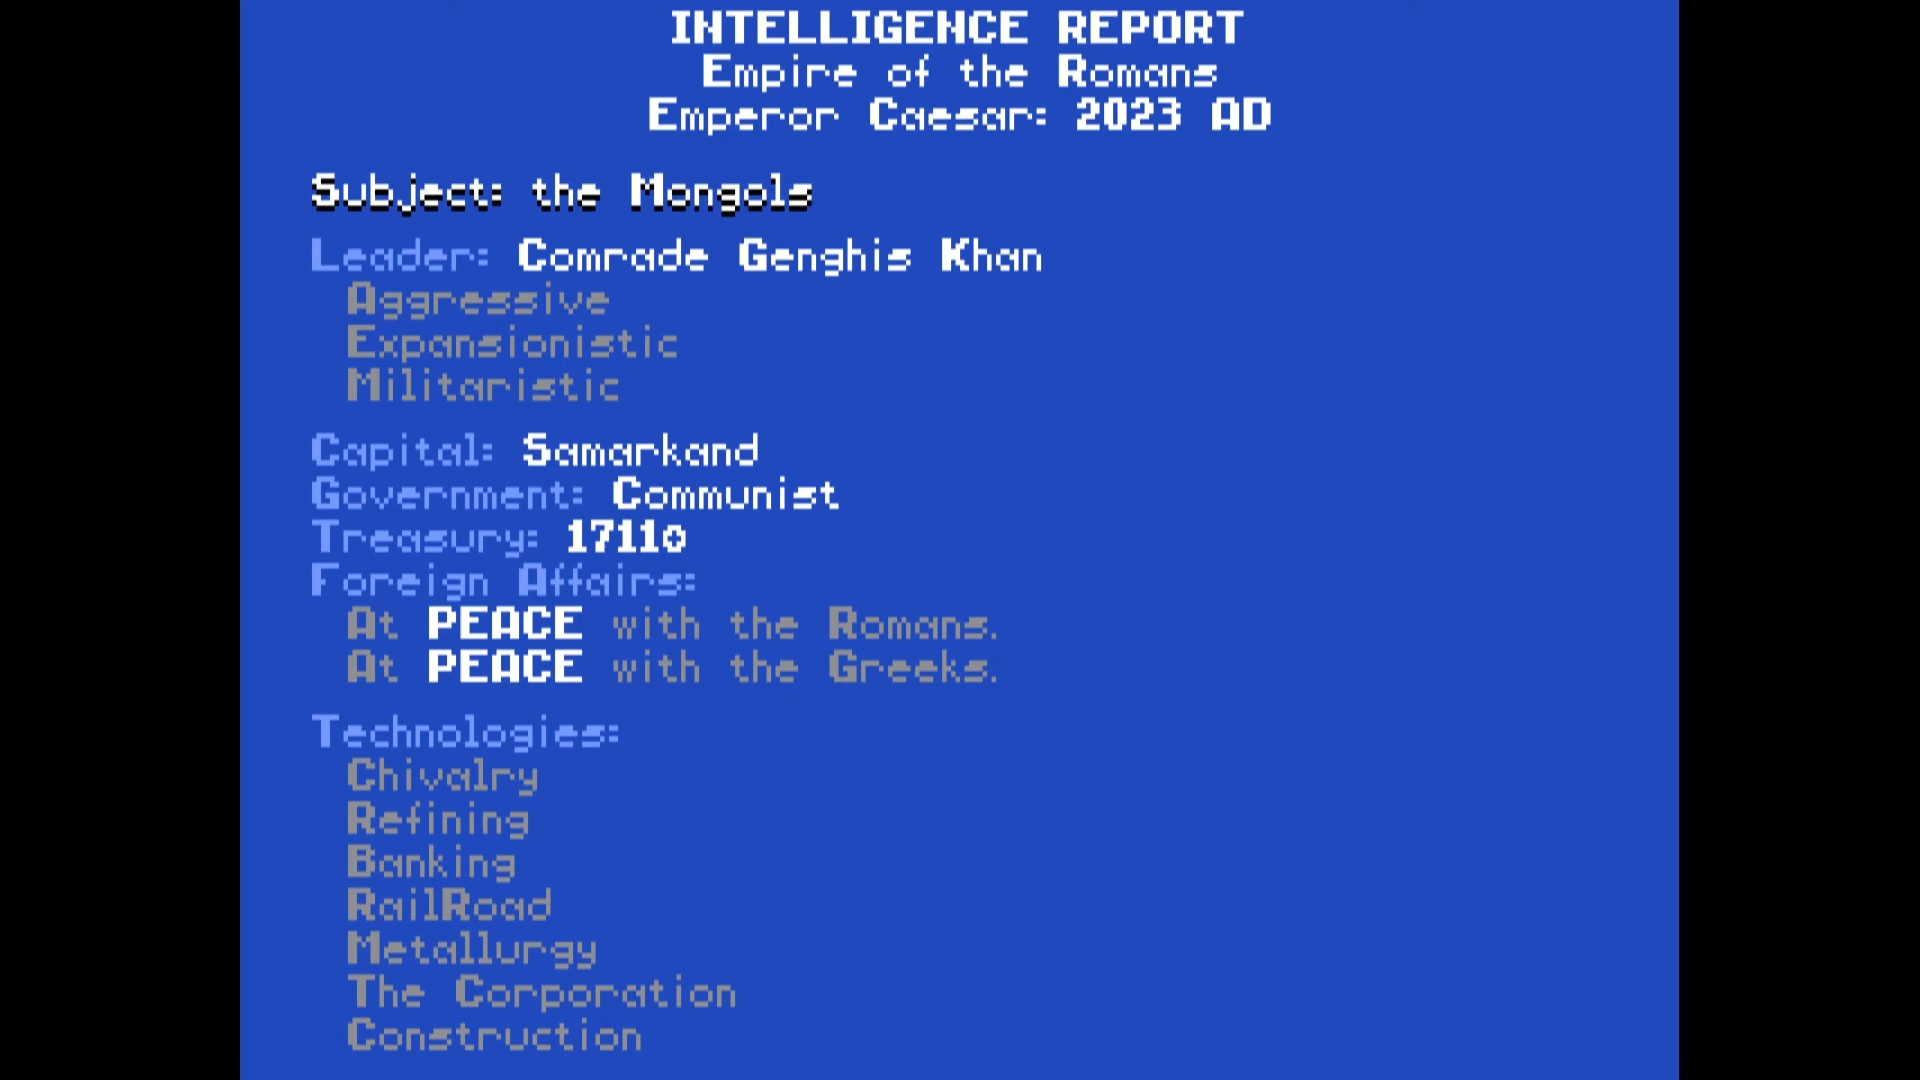 INTELLIGENCE REPORT
Empire of the Romans
Emperor Caesar: 2023 AD
Subject: the Mongols
Leader: Comrade Genghis Khan
Aggressive
Expansionistic
Militaristic
Capital: Samarkand
Government: Communist
Treasury: 1711◇
Foreign Affairs:
At PEACE with the Romans.
At PEACE with the Greeks.
Technologies:
Chivalry
Refining
Banking
RailRoad
Metallurgy
The Corporation
Construction